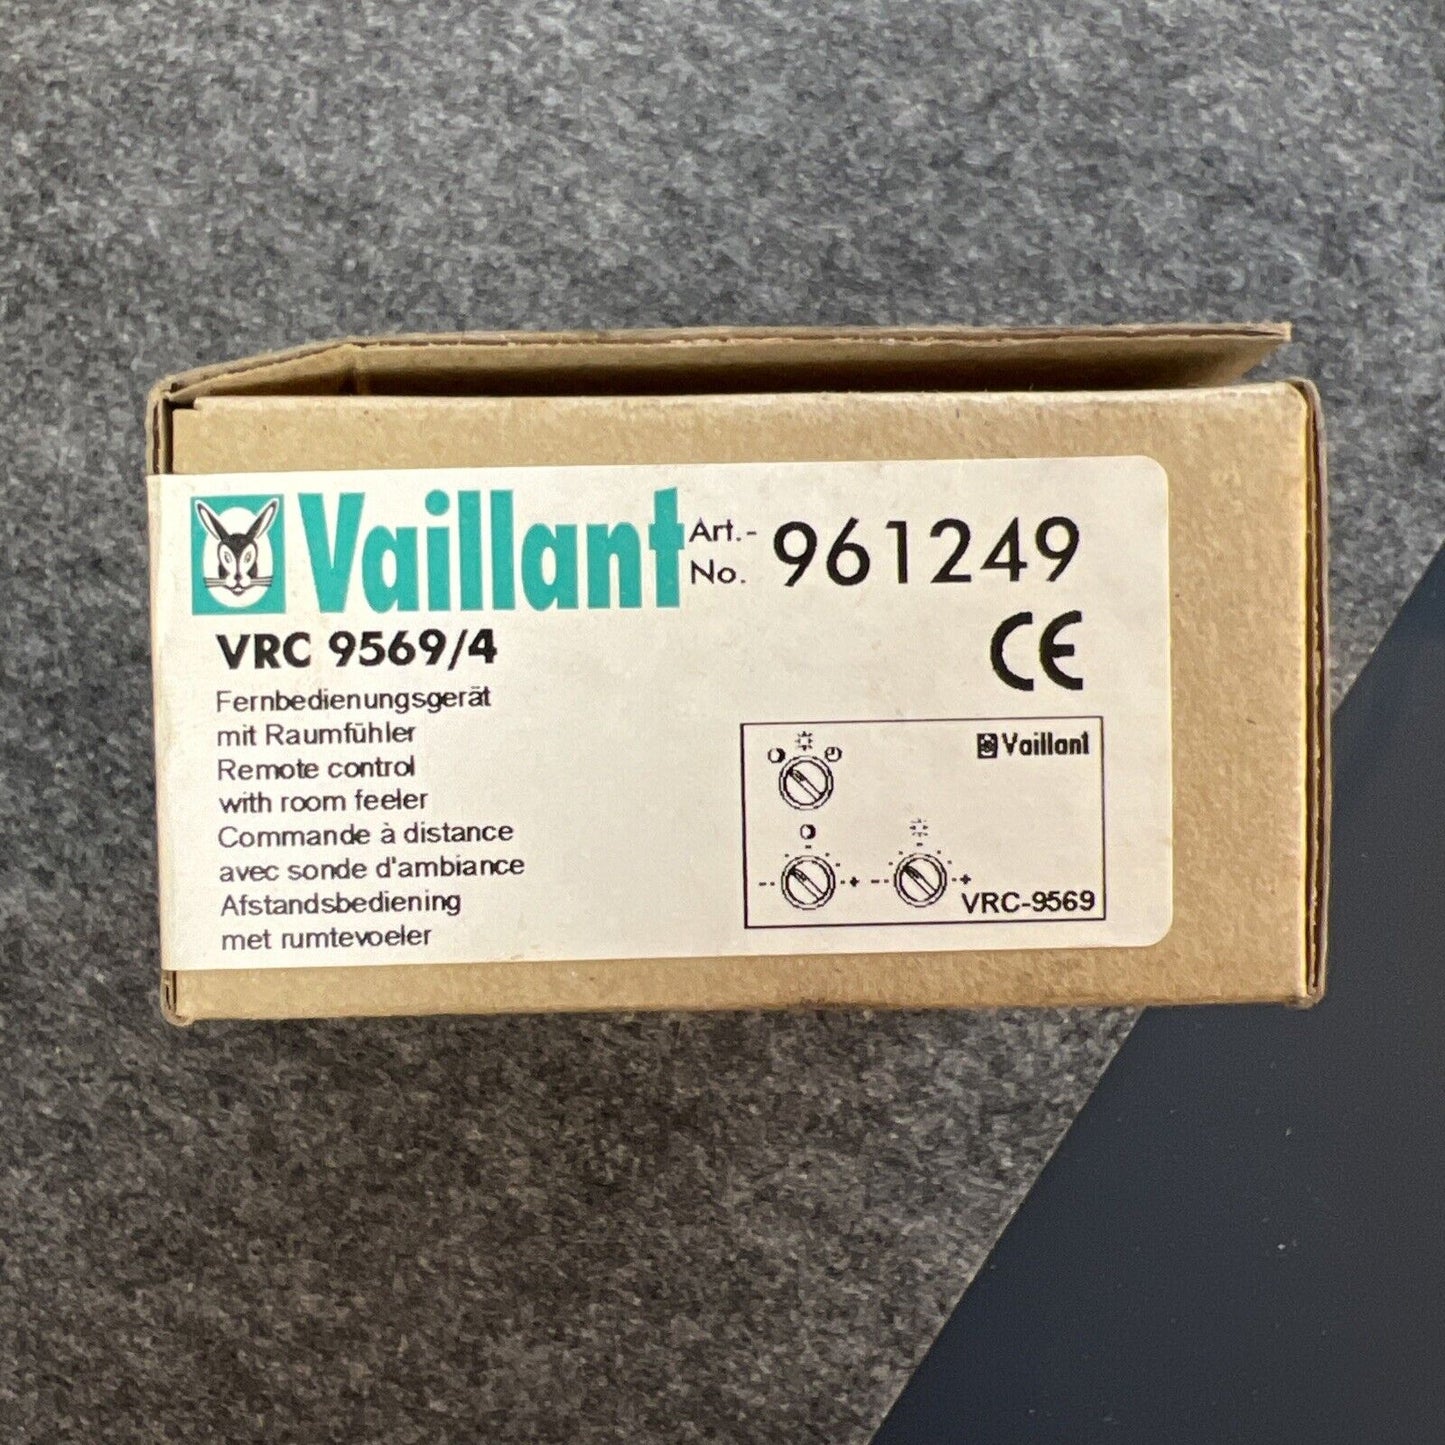 Vaillant
Art.-No. 961249
VRC 9569/4
CE
Fernbedienungsgerät
mit Raumfühler
Remote control
with room feeler
Commande à distance
avec sonde d'ambiance
Afstandsbediening
met rumtevoeler
Vaillant
- +
- +
VRC-9569